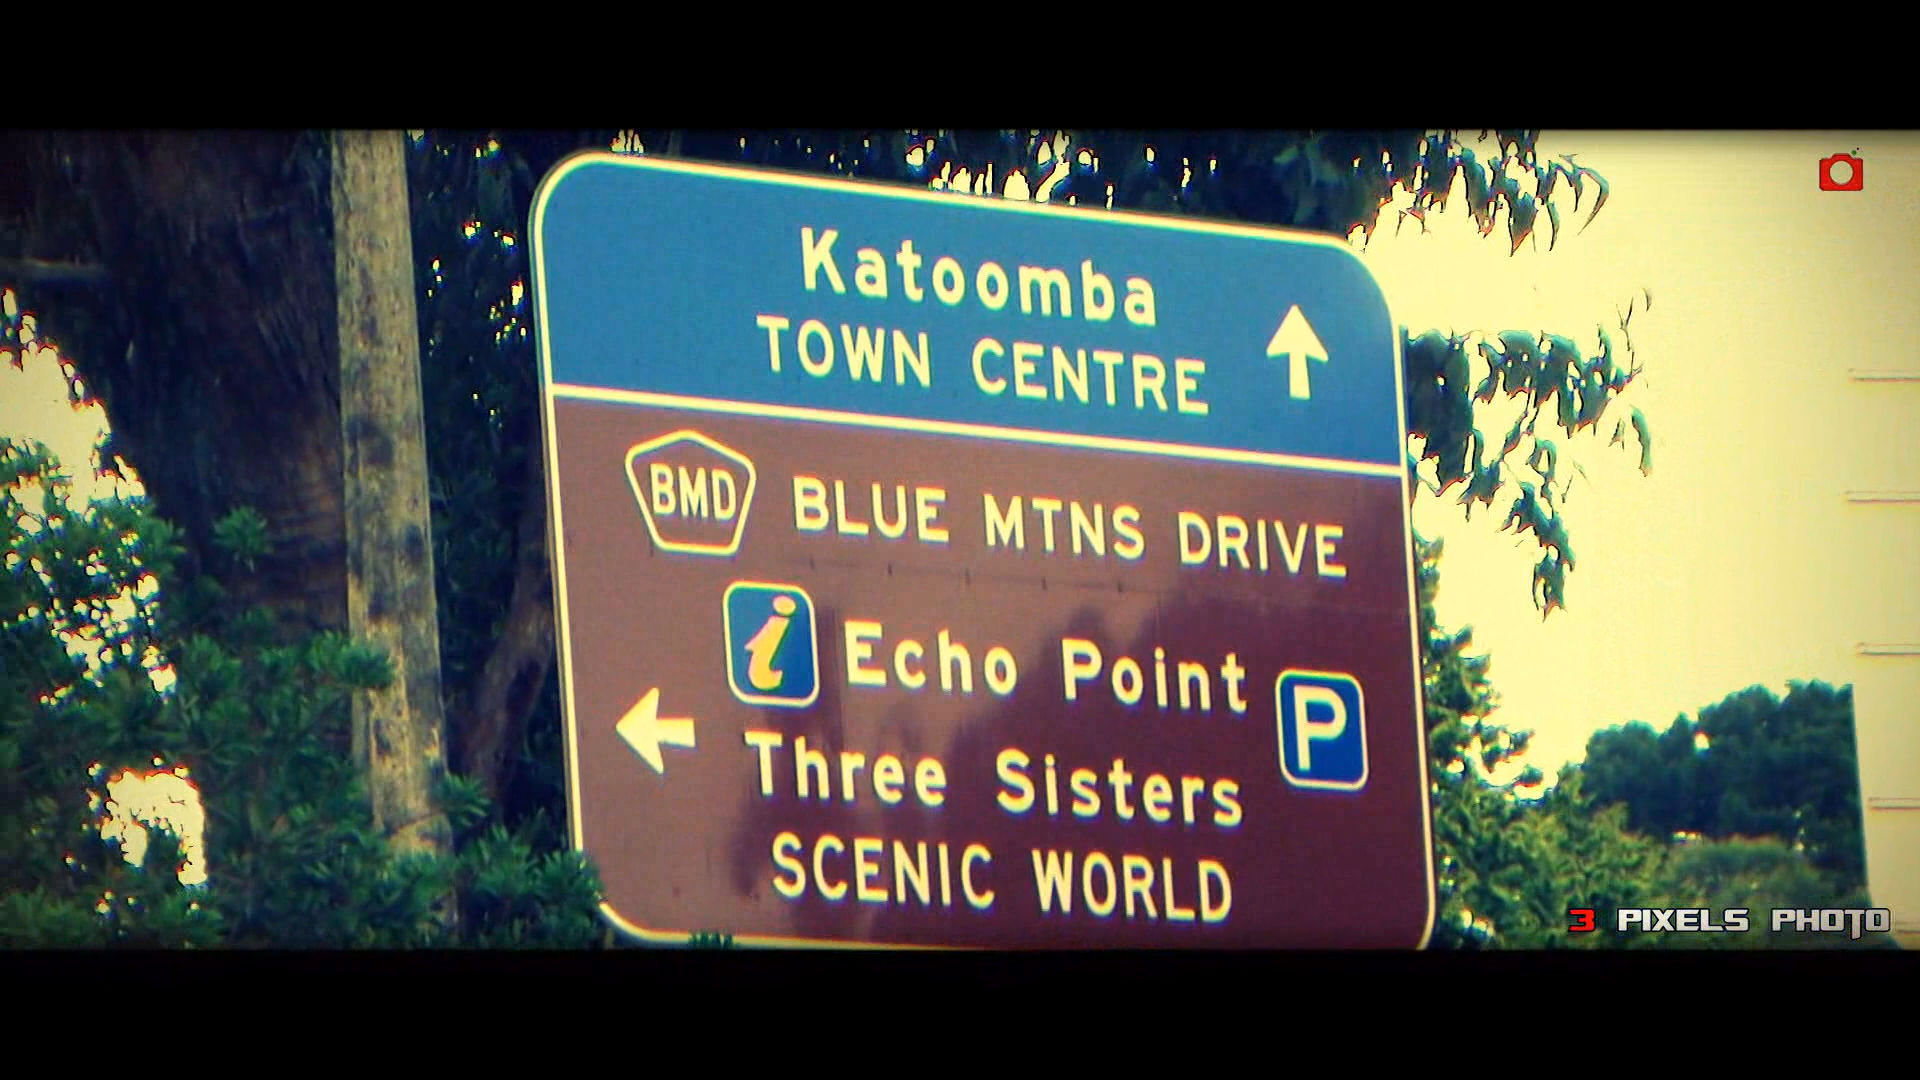 Katoomba
TOWN CENTRE
BMD BLUE MTNS DRIVE
i Echo Point
P
Three Sisters
SCENIC WORLD
3 PIXELS PHOTO